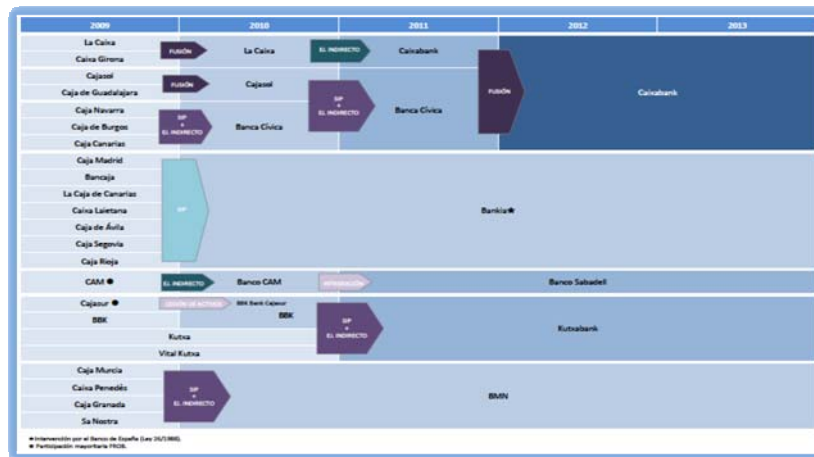 2009 2010 2011 2012 2013
La Caixa
Caixa Girona
FUSIÓN
La Caixa
EL INDIRECTO
Caixabank
Cajasol
Caja de Guadalajara
FUSIÓN
Cajasol
SIP
+
EL INDIRECTO
Banca Cívica
FUSIÓN
Caixabank
Caja Navarra
Caja de Burgos
Caja Canarias
SIP
+
EL INDIRECTO
Banca Cívica
Caja Madrid
Bancaja
La Caja de Canarias
Caixa Laietana
Caja de Ávila
Caja Segovia
Caja Rioja
SIP
Bankia★
CAM ●
EL INDIRECTO
Banco CAM
INTEGRACIÓN
Banco Sabadell
Cajasur ●
CESIÓN DE ACTIVOS
BBK Bank Cajasur
BBK
BBK
Kutxa
Vital Kutxa
SIP
+
EL INDIRECTO
Kutxabank
Caja Murcia
Caixa Penedès
Caja Granada
Sa Nostra
SIP
+
EL INDIRECTO
BMN
● Intervención por el Banco de España (Ley 26/1988).
★ Participación mayoritaria FROB.